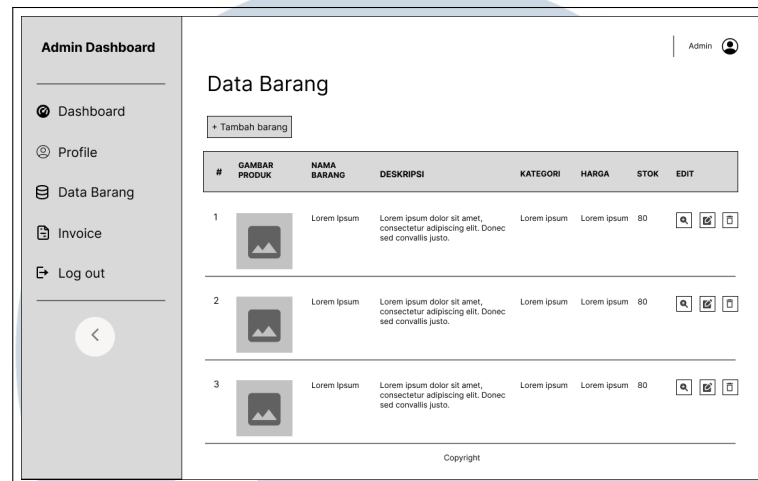 Admin Dashboard
Admin
Dashboard
Profile
Data Barang
Invoice
Log out
Data Barang
+ Tambah barang
# GAMBAR PRODUK NAMA BARANG DESKRIPSI KATEGORI HARGA STOK EDIT
1 Lorem Ipsum Lorem ipsum dolor sit amet, Lorem ipsum Lorem ipsum 80
consectetur adipiscing elit. Donec
sed convallis justo.
2 Lorem Ipsum Lorem ipsum dolor sit amet, Lorem ipsum Lorem ipsum 80
consectetur adipiscing elit. Donec
sed convallis justo.
3 Lorem Ipsum Lorem ipsum dolor sit amet, Lorem ipsum Lorem ipsum 80
consectetur adipiscing elit. Donec
sed convallis justo.
Copyright